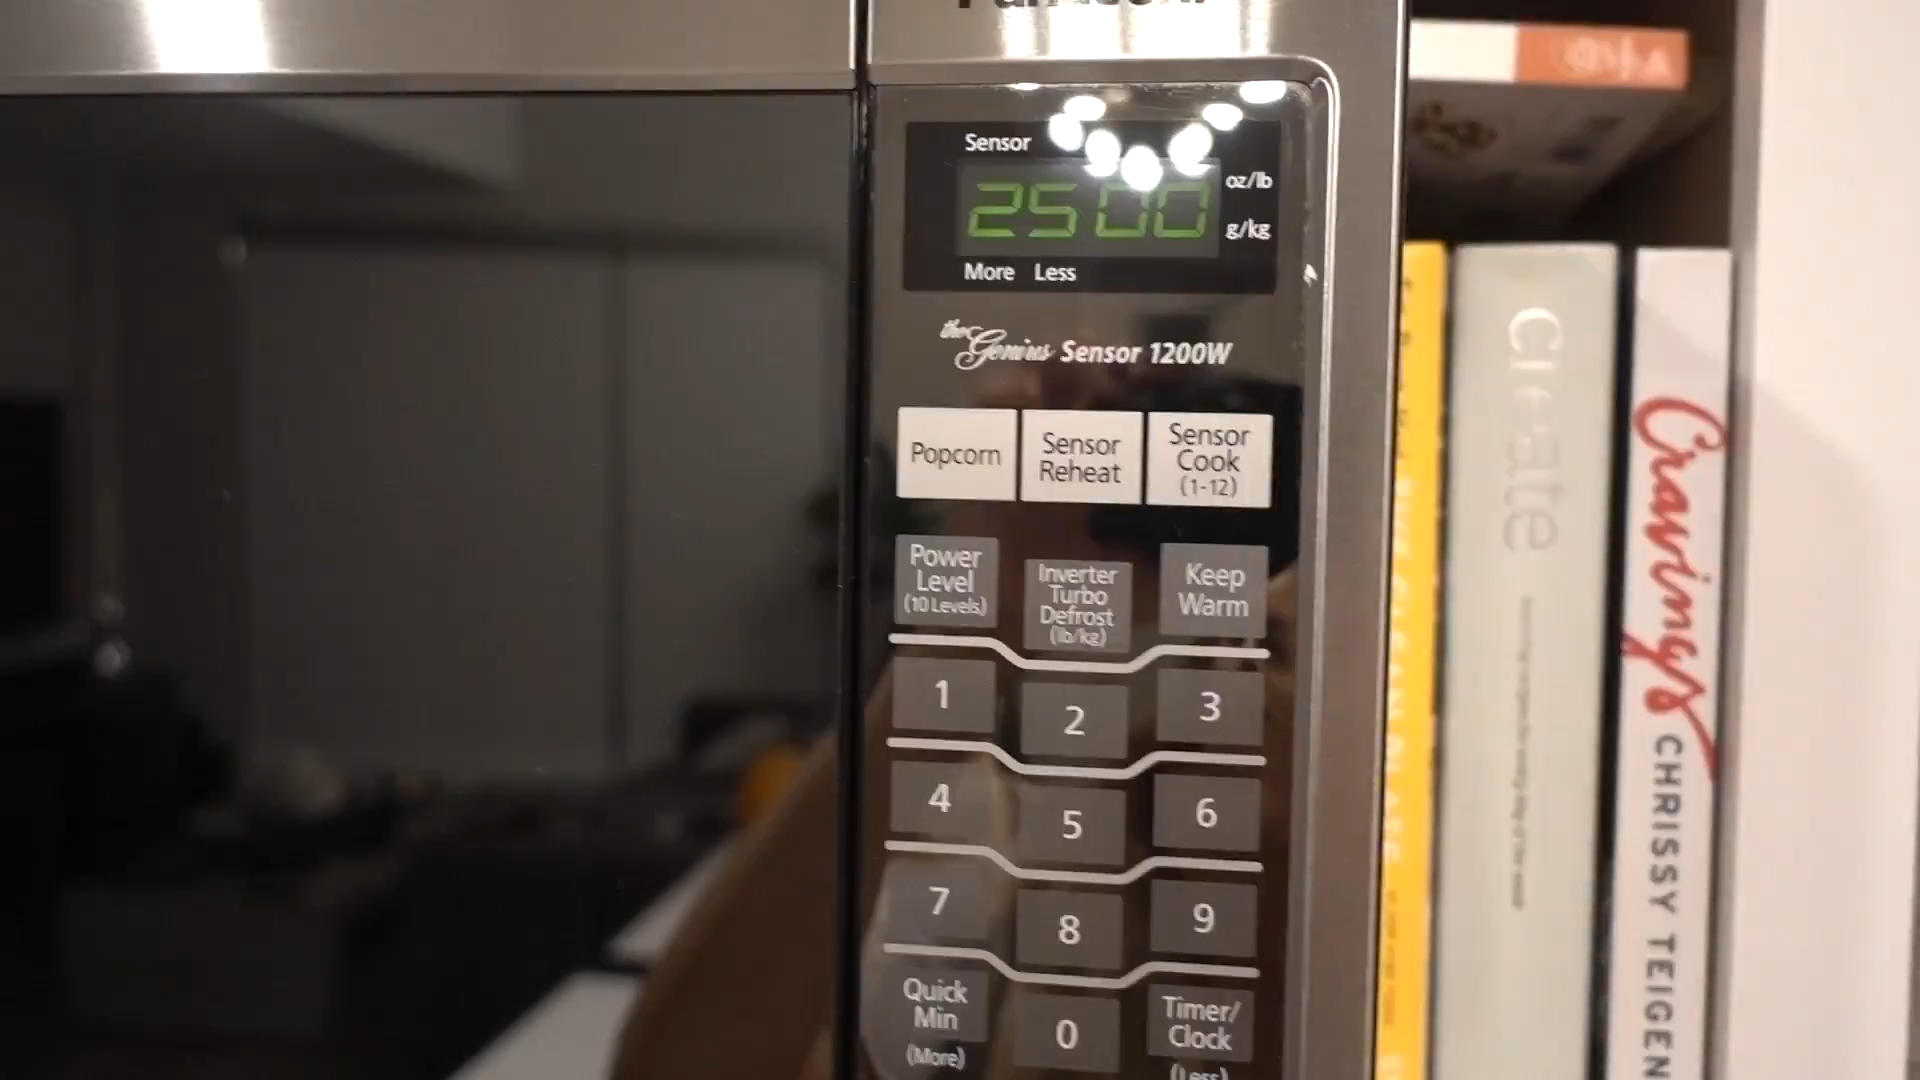 Panasonic
Sensor
2500
oz/lb
g/kg
More Less
the Genius Sensor 1200W
Popcorn
Sensor
Reheat
Sensor
Cook
(1-12)
Power
Level
(10 Levels)
Inverter
Turbo
Defrost
(lb/kg)
Keep
Warm
1
2
3
4
5
6
7
8
9
Quick
Min
(More)
0
Timer/
Clock
(Less)
create
Cravings
CHRISSY TEIGEN